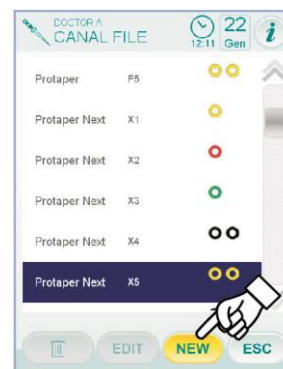 DOCTOR A
CANAL FILE
12:11
22
Gen
i
Protaper F5
Protaper Next X1
Protaper Next X2
Protaper Next X3
Protaper Next X4
Protaper Next X5
EDIT NEW ESC